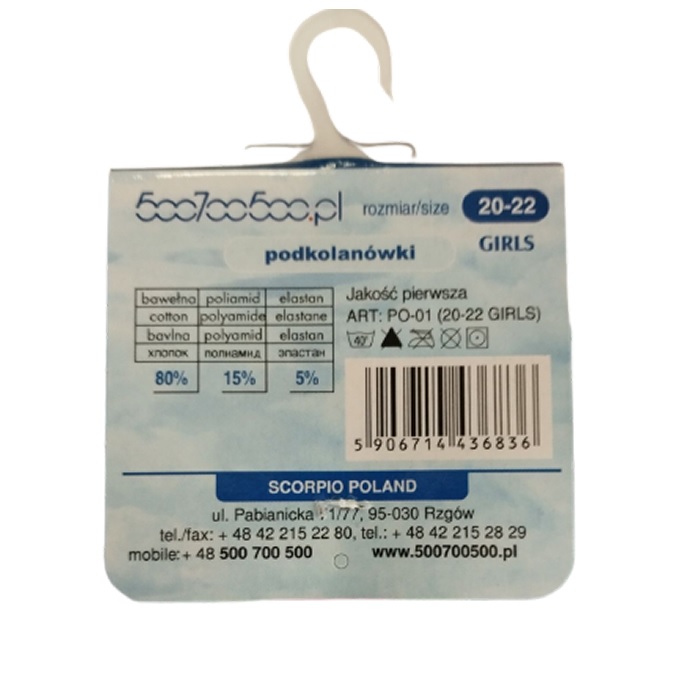 500700500.pl rozmiar/size 20-22
podkolanówki GIRLS
bawełna poliamid elastan
cotton polyamide elastane
bavlna polyamid elastan
хлопок полиамид эластан
80% 15% 5%
Jakość pierwsza
ART: PO-01 (20-22 GIRLS)
40°
5 906714 436836
SCORPIO POLAND
ul. Pabianicka 1/77, 95-030 Rzgów
tel./fax: + 48 42 215 22 80, tel.: + 48 42 215 28 29
mobile: + 48 500 700 500 www.500700500.pl